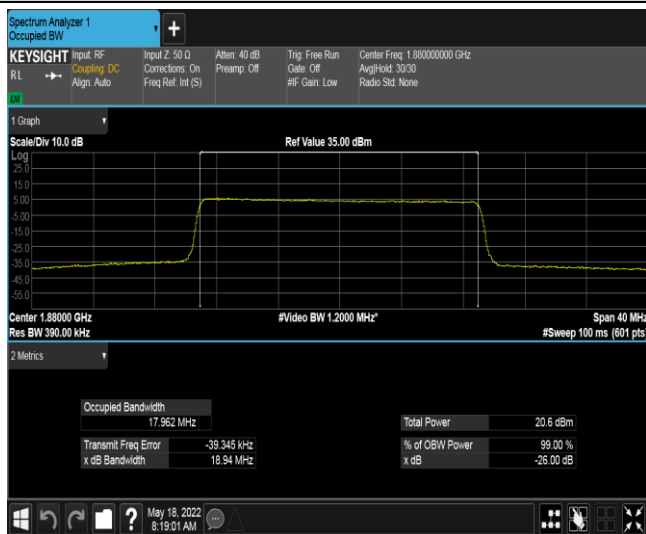 Spectrum Analyzer 1
Occupied BW
KEYSIGHT Input: RF Input Z: 50 Ω Atten: 40 dB Trig: Free Run Center Freq: 1.880000000 GHz
RL Coupling: DC Corrections: On Preamp: Off Gate: Off Avg|Hold: 30/30
Align: Auto Freq Ref: Int (S) #IF Gain: Low Radio Std: None
1 Graph
Scale/Div 10.0 dB Ref Value 35.00 dBm
Log
25.0
15.0
5.00
-5.00
-15.0
-25.0
-35.0
-45.0
-55.0
Center 1.88000 GHz #Video BW 1.2000 MHz* Span 40 MHz
Res BW 390.00 kHz #Sweep 100 ms (601 pts)
2 Metrics
Occupied Bandwidth
17.962 MHz Total Power 20.6 dBm
Transmit Freq Error -39.345 kHz % of OBW Power 99.00 %
x dB Bandwidth 18.94 MHz x dB -26.00 dB
? May 18, 2022
8:19:01 AM